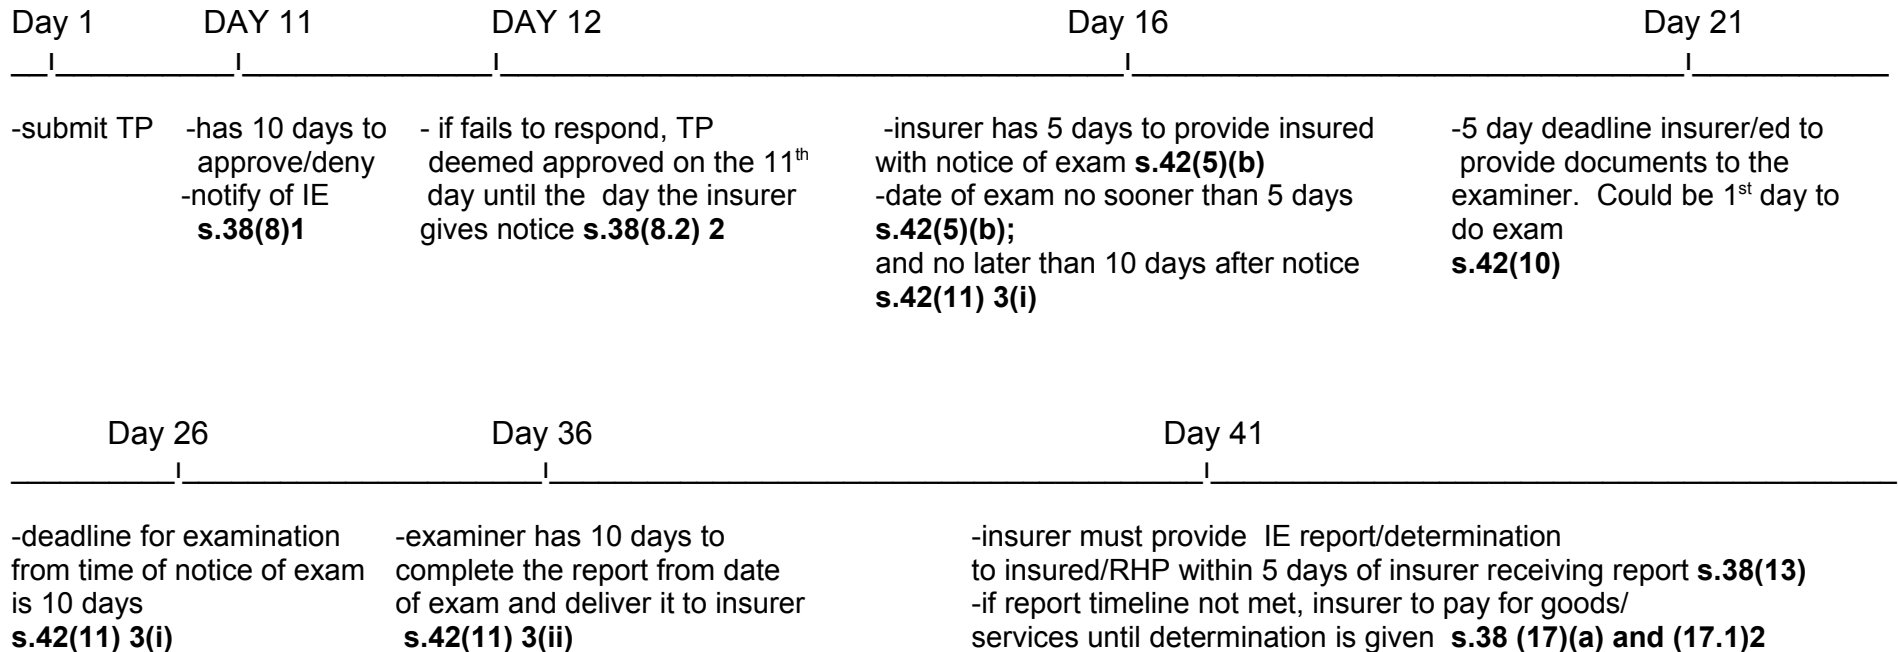 Day 1 DAY 11 DAY 12 Day 16 Day 21
-submit TP
-has 10 days to
approve/deny
-notify of IE
s.38(8)1
- if fails to respond, TP
deemed approved on the 11th
day until the day the insurer
gives notice s.38(8.2) 2
-insurer has 5 days to provide insured
with notice of exam s.42(5)(b)
-date of exam no sooner than 5 days
s.42(5)(b);
and no later than 10 days after notice
s.42(11) 3(i)
-5 day deadline insurer/ed to
provide documents to the
examiner. Could be 1st day to
do exam
s.42(10)
Day 26 Day 36 Day 41
-deadline for examination
from time of notice of exam
is 10 days
s.42(11) 3(i)
-examiner has 10 days to
complete the report from date
of exam and deliver it to insurer
s.42(11) 3(ii)
-insurer must provide IE report/determination
to insured/RHP within 5 days of insurer receiving report s.38(13)
-if report timeline not met, insurer to pay for goods/
services until determination is given s.38 (17)(a) and (17.1)2